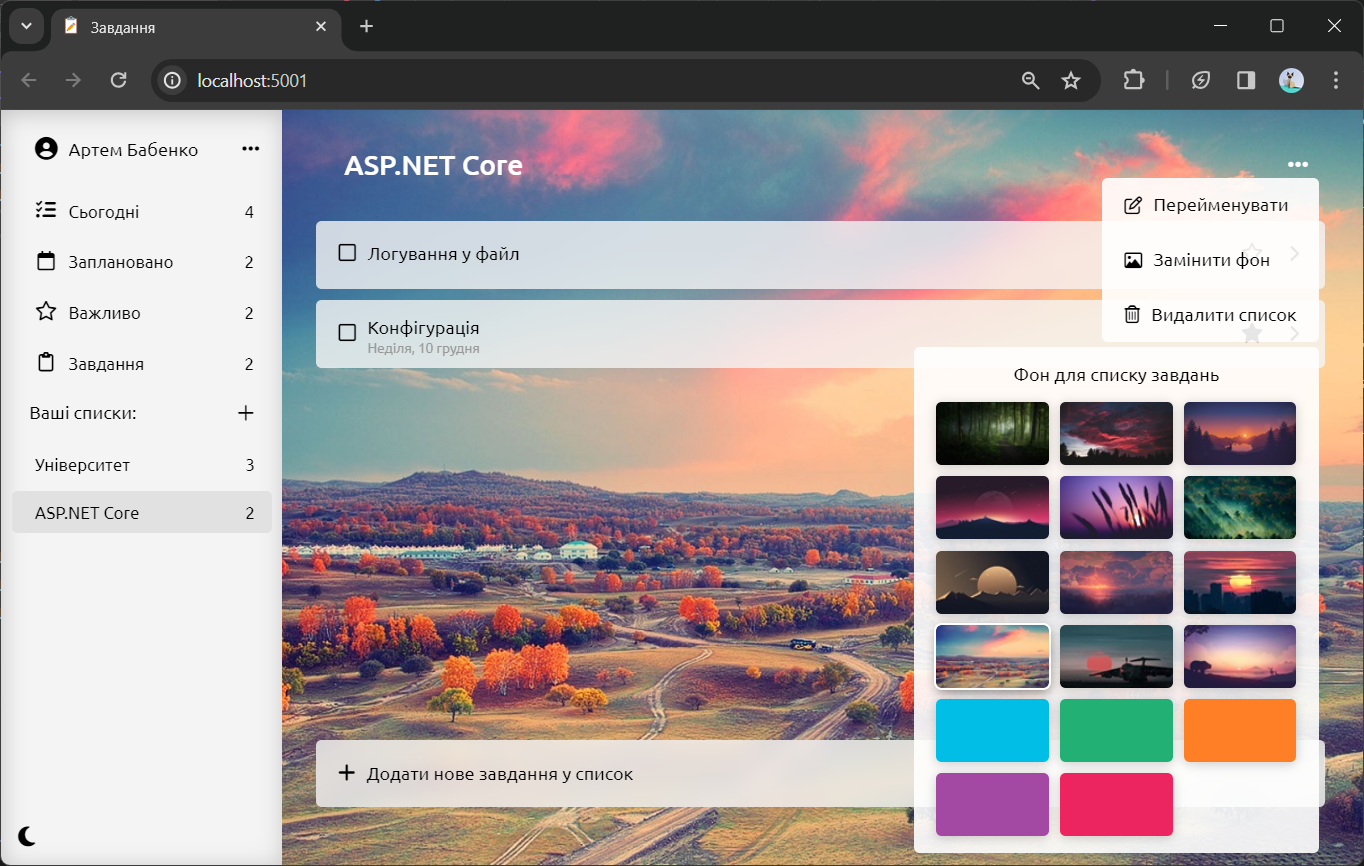 Завдання
localhost:5001
Артем Бабенко
Сьогодні 4
Заплановано 2
Важливо 2
Завдання 2
Ваші списки:
Університет 3
ASP.NET Core 2
ASP.NET Core
Перейменувати
Замінити фон
Видалити список
Логування у файл
Конфігурація
Неділя, 10 грудня
Фон для списку завдань
Додати нове завдання у список